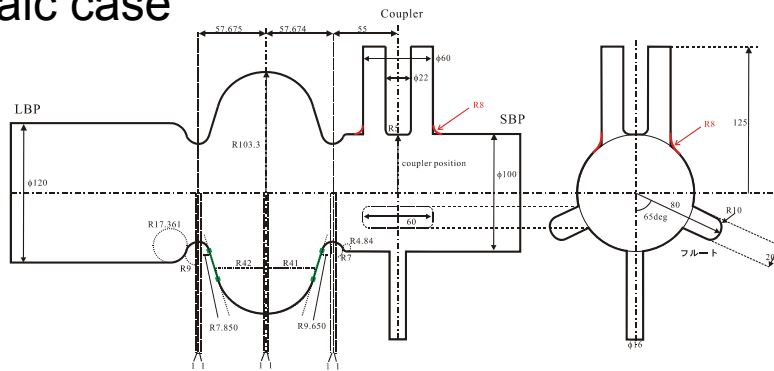 alc case
Coupler
57.675
57.674
55
ϕ60
ϕ22
R8
LBP
SBP
R5
R103.3
coupler position
125
R8
ϕ120
ϕ100
80
60
R10
65deg
R17.361
R4.84
フルート
R42
R41
R7
R9
20
R7.850
R9.650
ϕ16